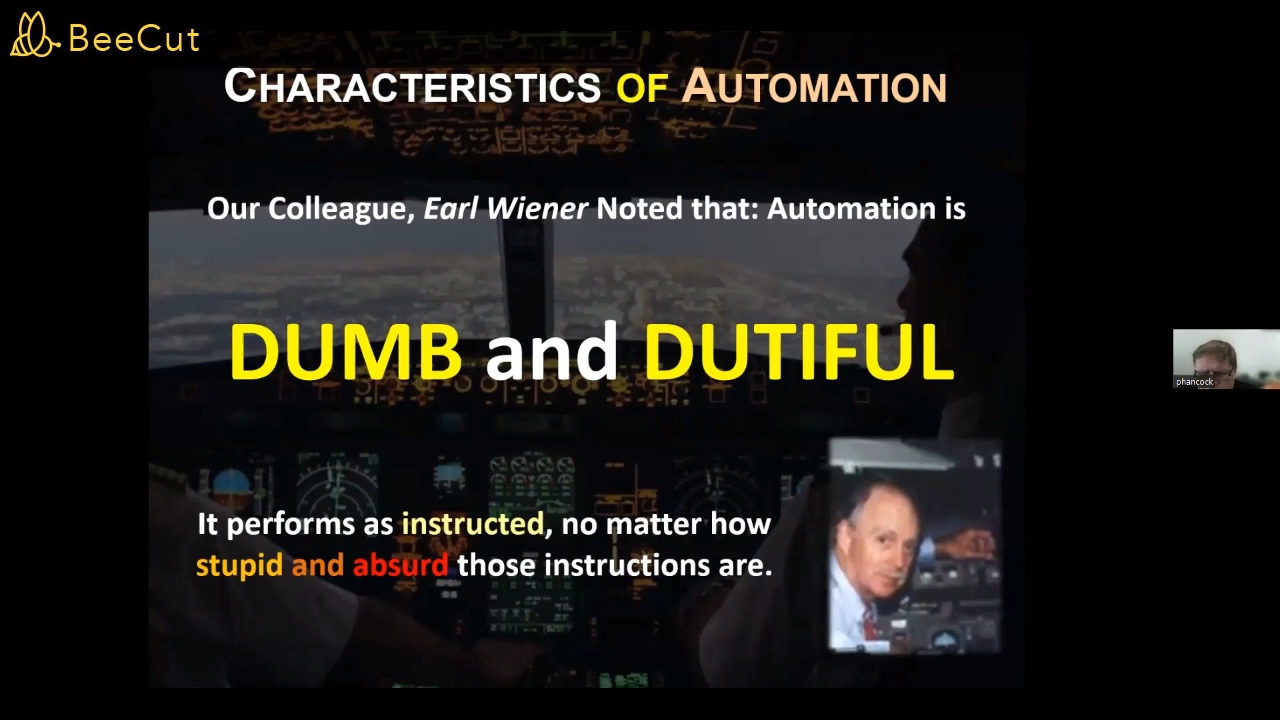 BeeCut
CHARACTERISTICS OF AUTOMATION
Our Colleague, Earl Wiener Noted that: Automation is
DUMB and DUTIFUL
It performs as instructed, no matter how
stupid and absurd those instructions are.
phancock